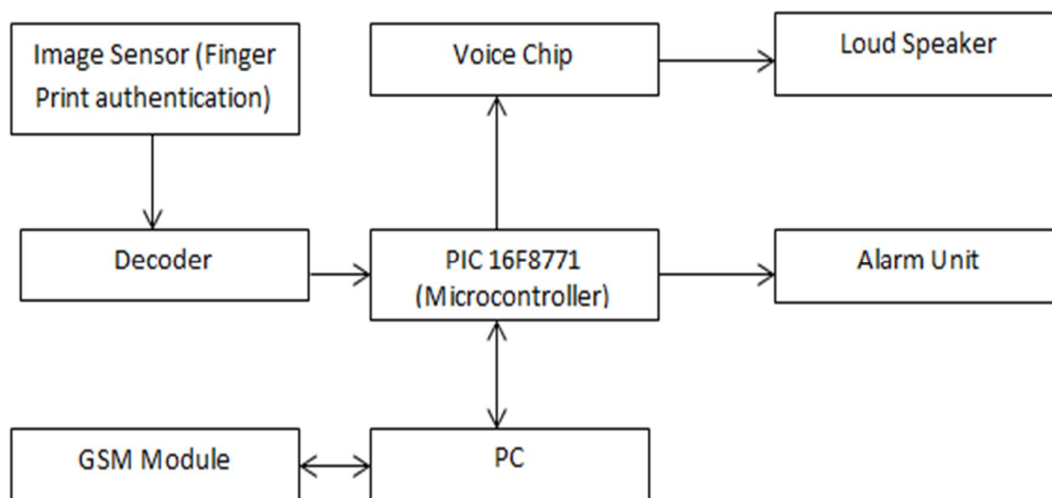 Image Sensor (Finger
Print authentication)
Voice Chip
Loud Speaker
Decoder
PIC 16F8771
(Microcontroller)
Alarm Unit
GSM Module
PC